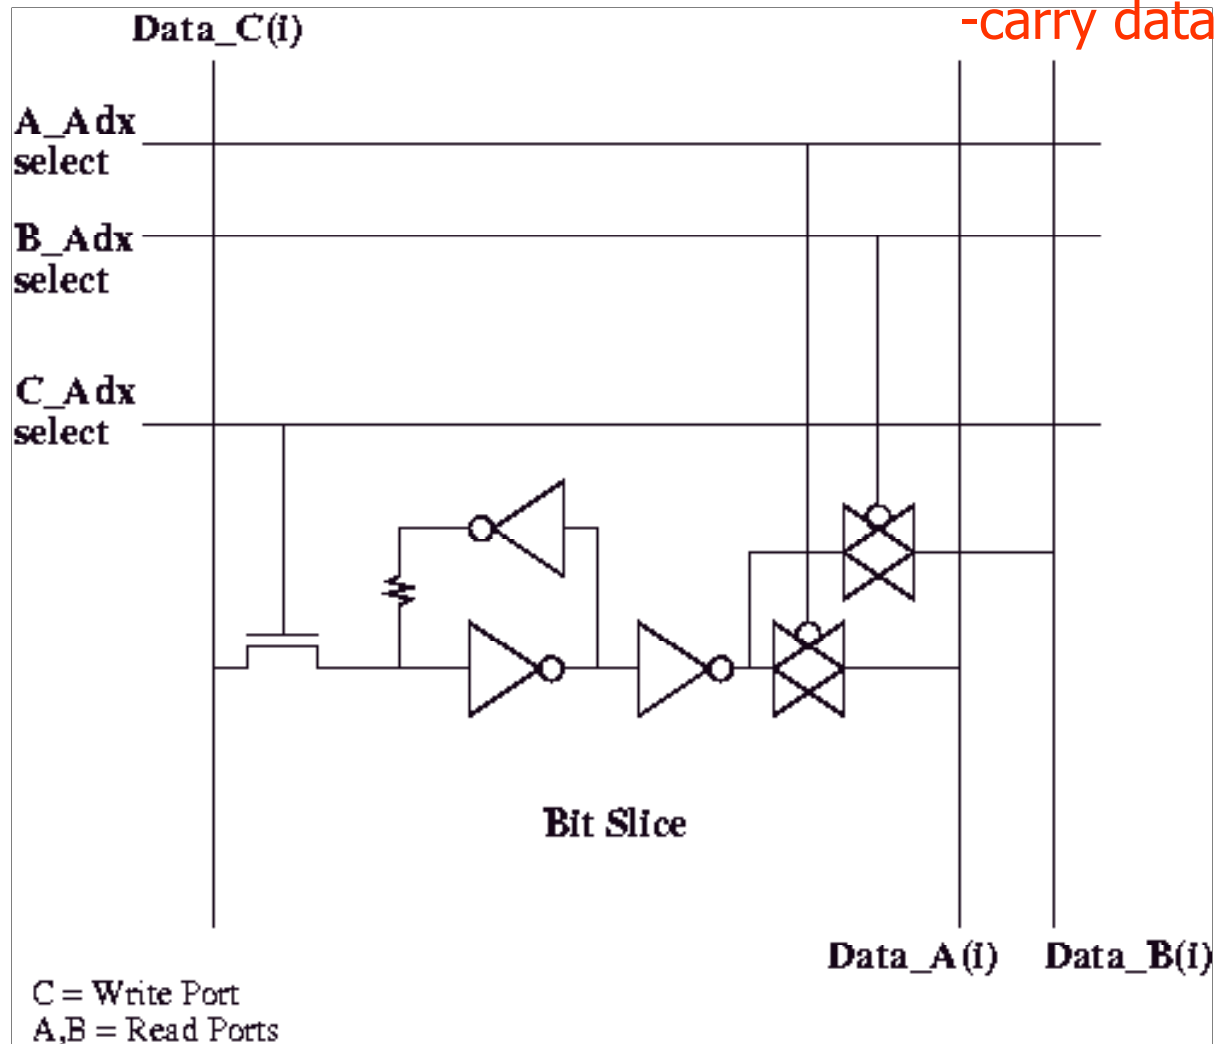 -carry data
Data_C(i)
A_Adx
select
B_Adx
select
C_Adx
select
Bit Slice
Data_A(i) Data_B(i)
C = Write Port
A,B = Read Ports